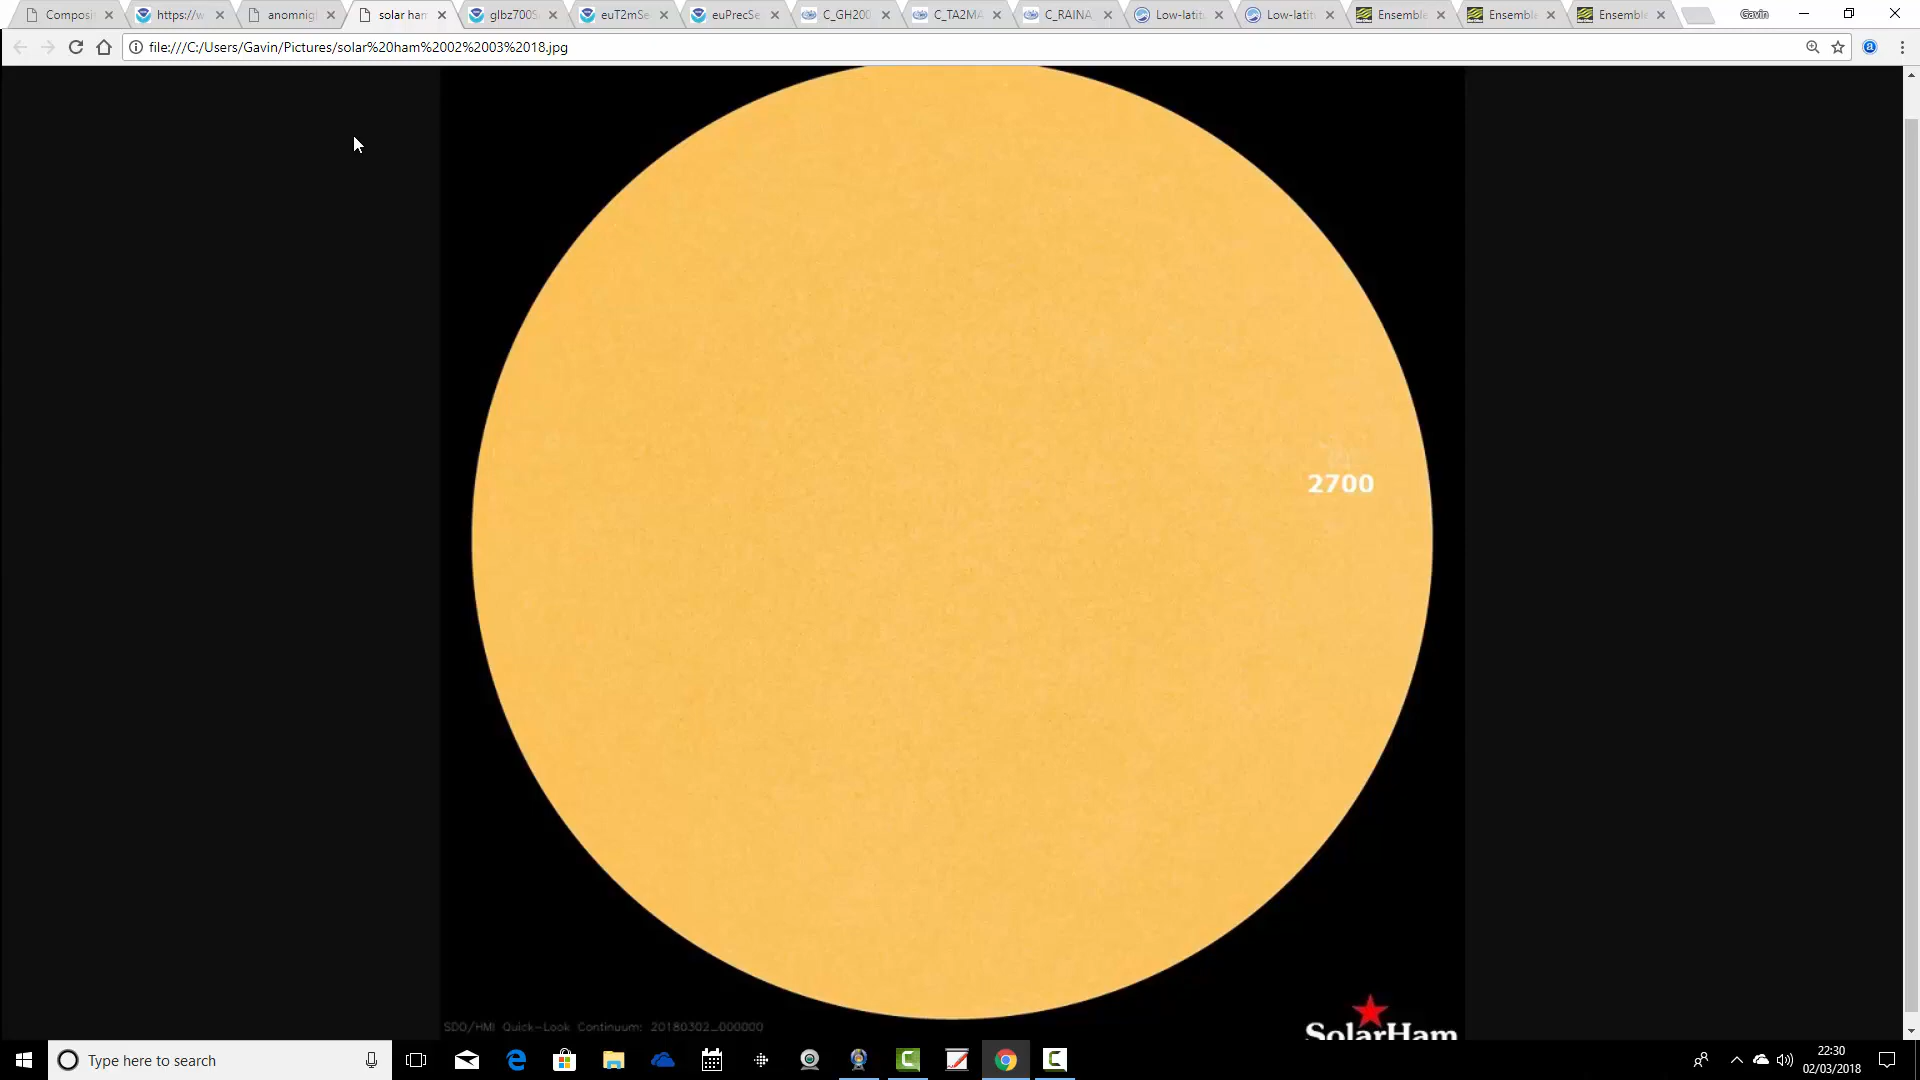 Composi
https://w
anomnig
solar ham
glbz700S
euT2mSe
euPrecSe
C_GH200
C_TA2MA
C_RAINA
Low-latit
Low-latit
Ensemble
Ensemble
Ensemble
Gavin
file:///C:/Users/Gavin/Pictures/solar%20ham%2002%2003%2018.jpg
2700
SDO/HMI Quick-Look Continuum: 20180302_000000
SolarHam
Type here to search
22:30
02/03/2018